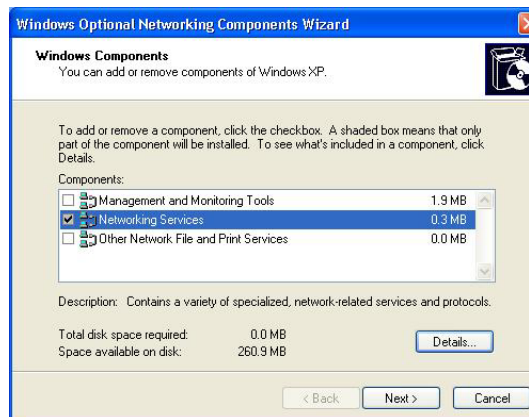 Windows Optional Networking Components Wizard
Windows Components
You can add or remove components of Windows XP.
To add or remove a component, click the checkbox. A shaded box means that only
part of the component will be installed. To see what's included in a component, click
Details.
Components:
Management and Monitoring Tools 1.9 MB
Networking Services 0.3 MB
Other Network File and Print Services 0.0 MB
Description: Contains a variety of specialized, network-related services and protocols.
Total disk space required: 0.0 MB
Space available on disk: 260.9 MB
Details...
< Back Next > Cancel